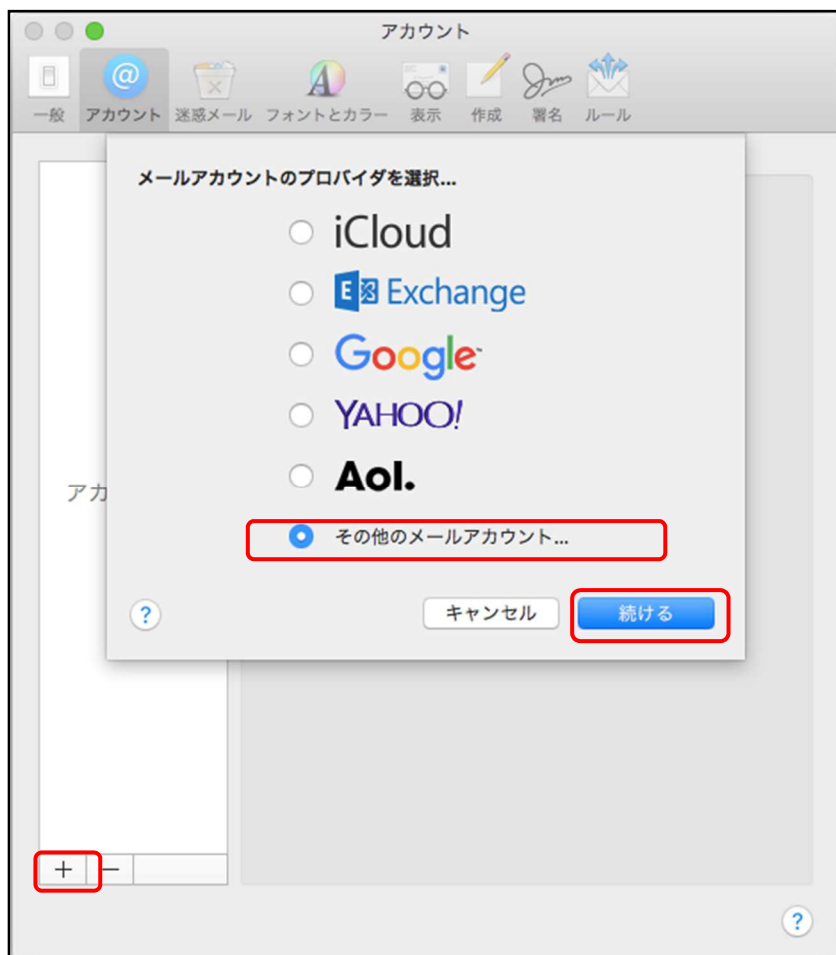 アカウント
一般 アカウント 迷惑メール フォントとカラー 表示 作成 署名 ルール
メールアカウントのプロバイダを選択...
iCloud
E Exchange
Google
YAHOO!
Aol.
アカ
その他のメールアカウント...
? キャンセル 続ける
+ −
?